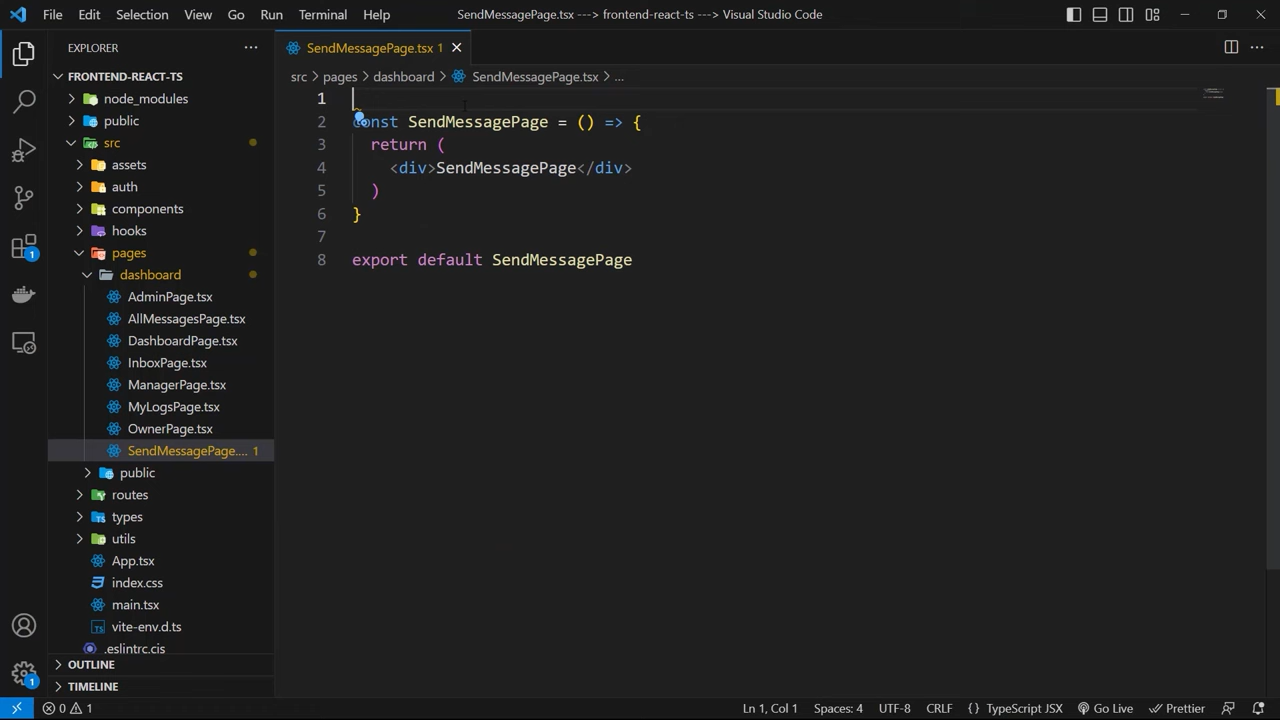 File Edit Selection View Go Run Terminal Help SendMessagePage.tsx ---> frontend-react-ts ---> Visual Studio Code
EXPLORER
SendMessagePage.tsx 1
FRONTEND-REACT-TS
src > pages > dashboard > SendMessagePage.tsx > ...
node_modules
public
src
assets
auth
components
hooks
pages
dashboard
AdminPage.tsx
AllMessagesPage.tsx
DashboardPage.tsx
InboxPage.tsx
ManagerPage.tsx
MyLogsPage.tsx
OwnerPage.tsx
SendMessagePage.... 1
public
routes
types
utils
App.tsx
index.css
main.tsx
vite-env.d.ts
.eslintrc.cjs
OUTLINE
TIMELINE
1
2 const SendMessagePage = () => {
3 return (
4 <div>SendMessagePage</div>
5 )
6 }
7
8 export default SendMessagePage
1
1
0 1 Ln 1, Col 1 Spaces: 4 UTF-8 CRLF {} TypeScript JSX Go Live Prettier